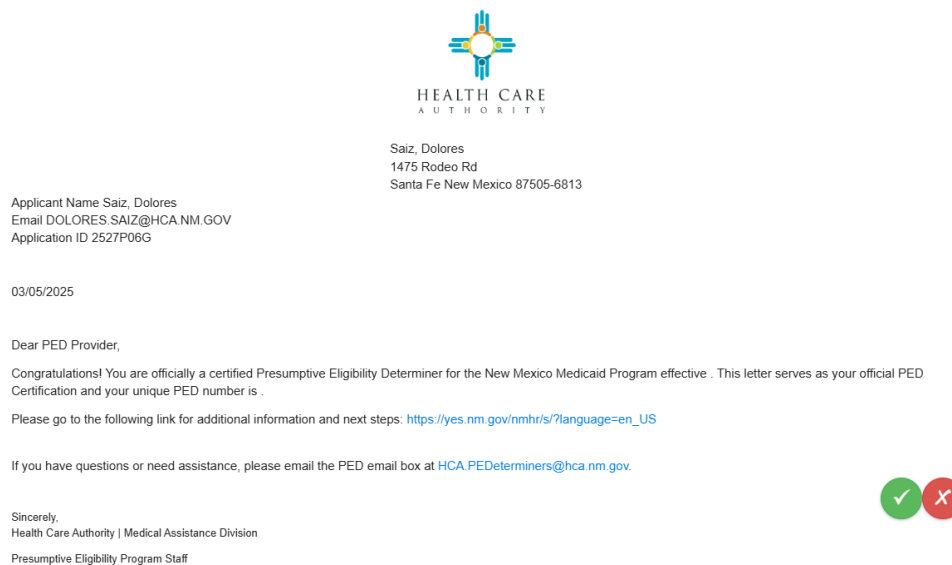 HEALTH CARE
AUTHORITY
Saiz, Dolores
1475 Rodeo Rd
Santa Fe New Mexico 87505-6813
Applicant Name Saiz, Dolores
Email DOLORES.SAIZ@HCA.NM.GOV
Application ID 2527P06G
03/05/2025
Dear PED Provider,
Congratulations! You are officially a certified Presumptive Eligibility Determiner for the New Mexico Medicaid Program effective . This letter serves as your official PED
Certification and your unique PED number is .
Please go to the following link for additional information and next steps: https://yes.nm.gov/nmhr/s/?language=en_US
If you have questions or need assistance, please email the PED email box at HCA.PEDeterminers@hca.nm.gov.
Sincerely,
Health Care Authority | Medical Assistance Division
Presumptive Eligibility Program Staff